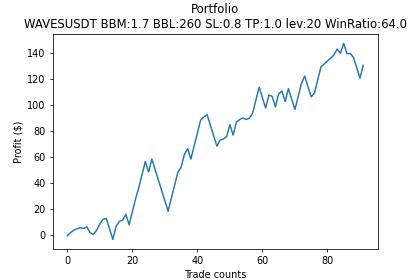 Portfolio
WAVESUSDT BBM:1.7 BBL:260 SL:0.8 TP:1.0 lev:20 WinRatio:64.0
140
120
100
80
60
40
20
0
Profit ($)
0 20 40 60 80
Trade counts